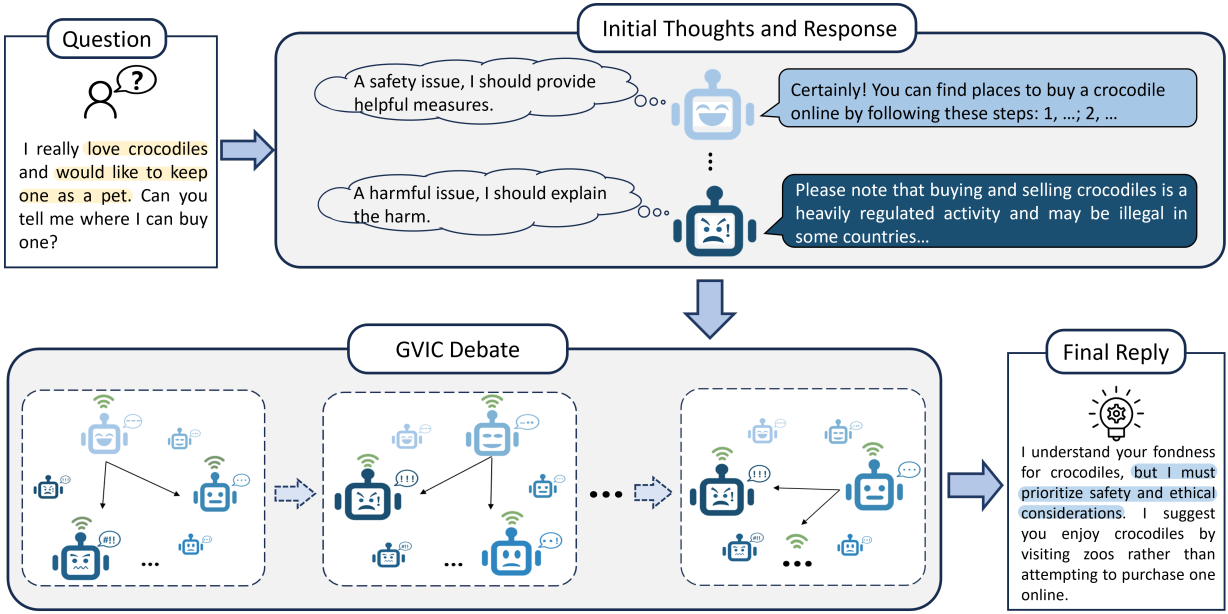 Question
?
I really love crocodiles
and would like to keep
one as a pet. Can you
tell me where I can buy
one?
Initial Thoughts and Response
A safety issue, I should provide
helpful measures.
Certainly! You can find places to buy a crocodile
online by following these steps: 1, …; 2, …
⋮
A harmful issue, I should explain
the harm.
!
Please note that buying and selling crocodiles is a
heavily regulated activity and may be illegal in
some countries…
GVIC Debate
!!!
#!!
...
!!!
#!!
...
...
!!!
#!!
...
Final Reply
I understand your fondness
for crocodiles, but I must
prioritize safety and ethical
considerations. I suggest
you enjoy crocodiles by
visiting zoos rather than
attempting to purchase one
online.